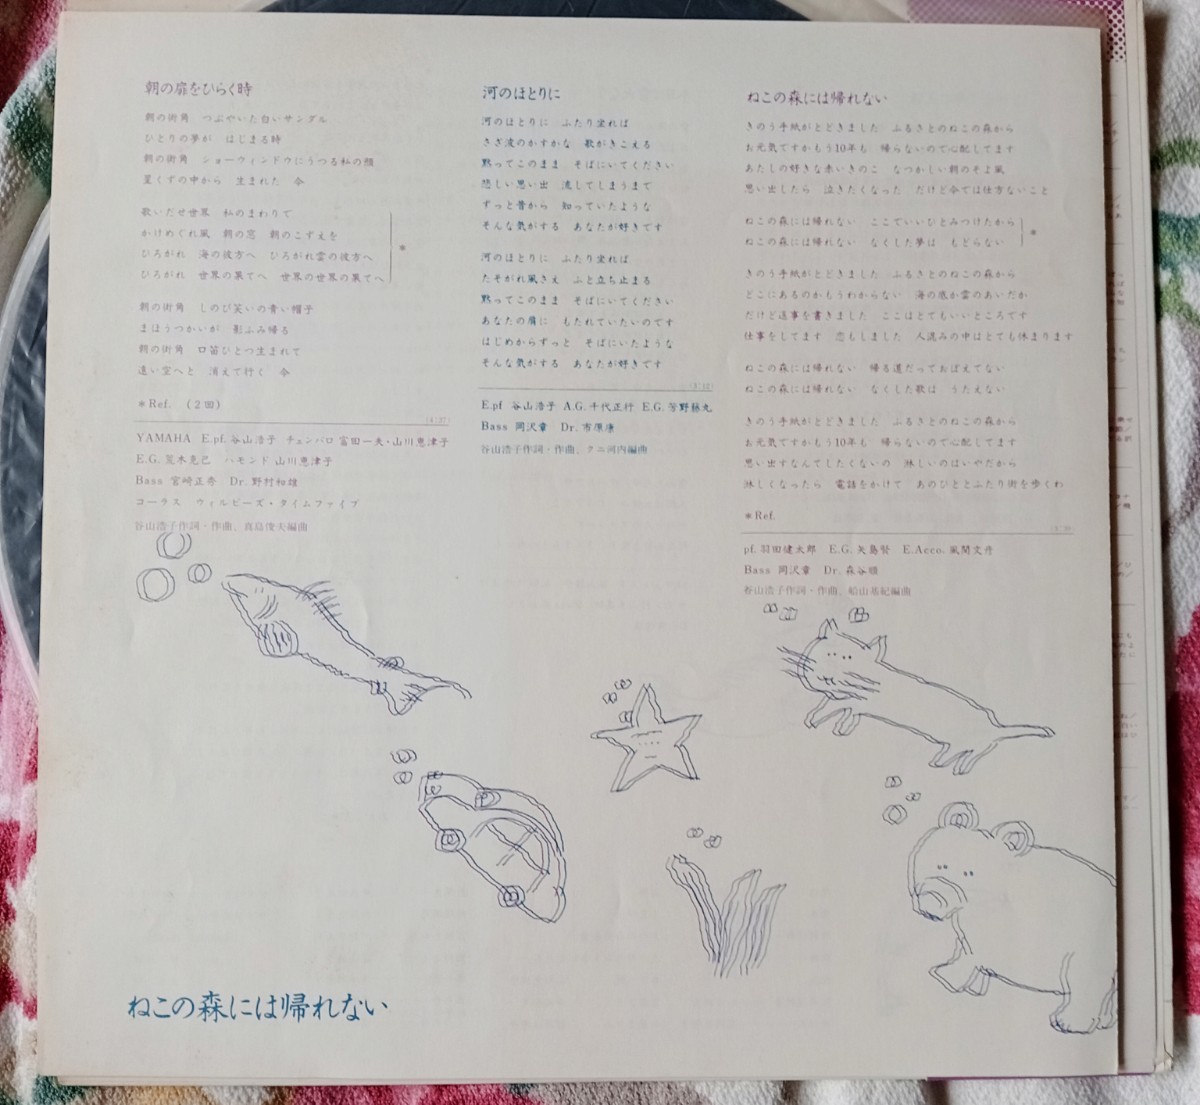 朝の扉をひらく時
朝の街角 つぶやいた白いサンダル
ひとりの夢が はじまる時
朝の街角 ショーウィンドウにうつる私の顔
星くずの中から 生まれた 今
歌いだせ世界 私のまわりで
かけめぐれ風 朝の窓 朝のこずえを
ひろがれ 海の彼方へ ひろがれ雲の彼方へ
ひろがれ 世界の果てへ 世界の世界の果てへ
*
朝の街角 しのび笑いの青い帽子
まほうつかいが 影ふみ帰る
朝の街角 口笛ひとつ生まれて
遠い空へと 消えて行く 今
*Ref. (2回)
YAMAHA E.pf.谷山浩子 チェンバロ 富田一夫・山川恵津子
E.G.荒木克己 ハモンド 山川恵津子
Bass 宮崎正秀 Dr.野村和雄
コーラス ウィルビーズ・タイムファイブ
谷山浩子作詞・作曲、真島俊夫編曲
河のほとりに
河のほとりに ふたり坐れば
さざ波のかすかな 歌がきこえる
黙ってこのまま そばにいてください
悲しい思い出 流してしまうまで
ずっと昔から 知っていたような
そんな気がする あなたが好きです
河のほとりに ふたり坐れば
たそがれ風さえ ふと立ち止まる
黙ってこのまま そばにいてください
あなたの肩に もたれていたいのです
はじめからずっと そばにいたような
そんな気がする あなたが好きです
E.pf 谷山浩子 A.G.千代正行 E.G.芳野藤丸
Bass 岡沢章 Dr.市原康
谷山浩子作詞・作曲、クニ河内編曲
ねこの森には帰れない
きのう手紙がとどきました ふるさとのねこの森から
お元気ですかもう10年も 帰らないので心配してます
あたしの好きな赤いきのこ なつかしい朝のそよ風
思い出したら 泣きたくなった だけど今では仕方ないこと
ねこの森には帰れない ここでいいひとみつけたから
ねこの森には帰れない なくした夢は もどらない
*
きのう手紙がとどきました ふるさとのねこの森から
どこにあるのかもうわからない 海の底か雲のあいだか
だけど返事を書きました ここはとてもいいところです
仕事をしてます 恋もしました 人混みの中はとても休まります
ねこの森には帰れない 帰る道だっておぼえてない
ねこの森には帰れない なくした歌は うたえない
きのう手紙がとどきました ふるさとのねこの森から
お元気ですかもう10年も 帰らないので心配してます
思い出すなんてしたくないの 淋しいのはいやだから
淋しくなったら 電話をかけて あのひととふたり街を歩くわ
*Ref.
pf.羽田健太郎 E.G.矢島賢 E.Acco.風間文彦
Bass 岡沢章 Dr.森谷順
谷山浩子作詞・作曲、船山基紀編曲
ねこの森には帰れない